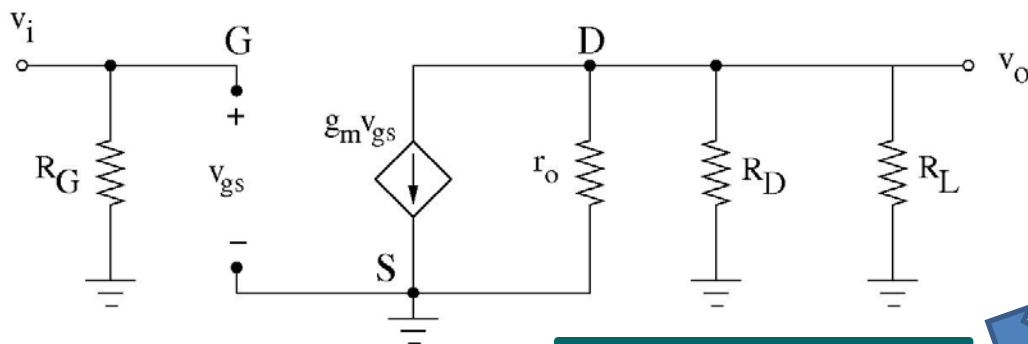 v_i
G
D
v_o
+
g_m v_gs
R_G
v_gs
r_o
R_D
R_L
−
S